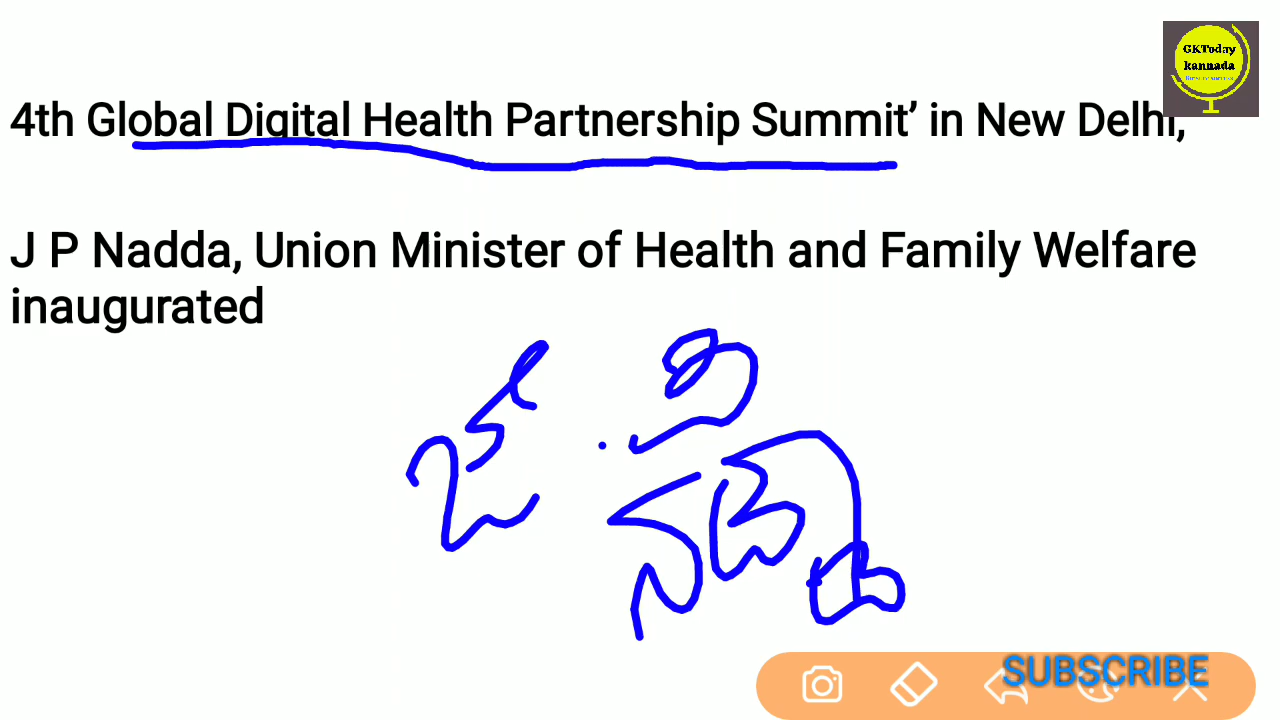 GKToday
kannada
4th Global Digital Health Partnership Summit’ in New Delhi,
J P Nadda, Union Minister of Health and Family Welfare
inaugurated
ಜೆ ಪಿ
ನಡ್ಡಾ
SUBSCRIBE